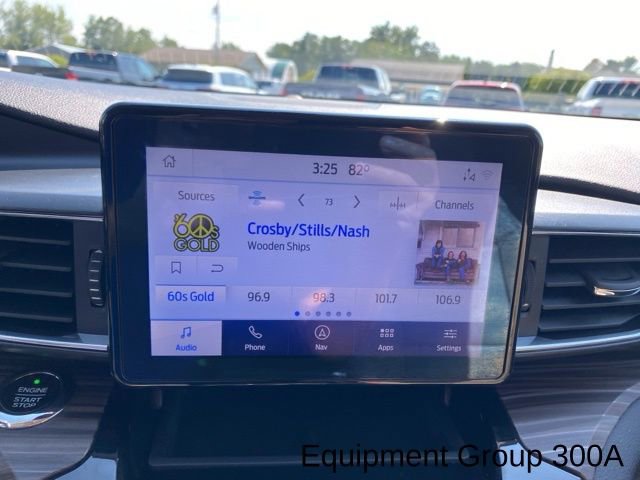 3:25 82°
Sources
73
Channels
60s
GOLD
Crosby/Stills/Nash
Wooden Ships
60s Gold 96.9 98.3 101.7 106.9
Audio Phone Nav Apps Settings
ENGINE
START
STOP
Equipment Group 300A